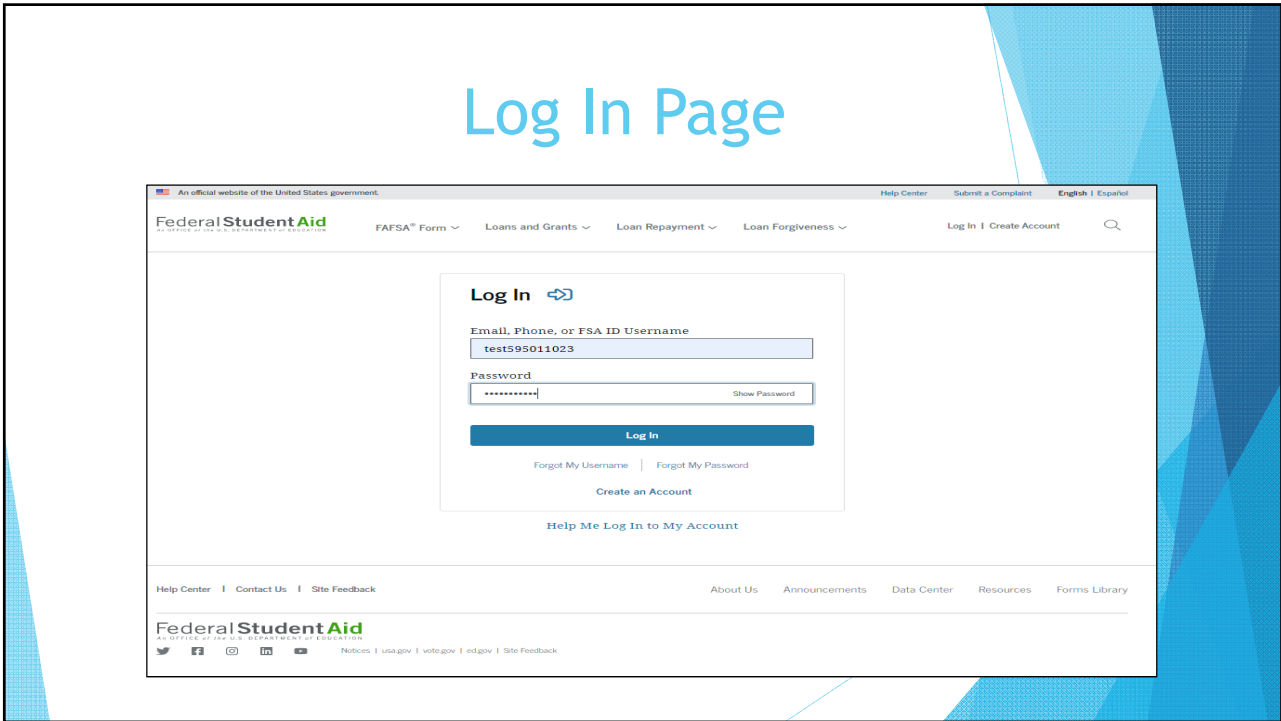 Log In Page
An official website of the United States government.
Help Center Submit a Complaint English | Español
Federal Student Aid
An OFFICE of the U.S. DEPARTMENT of EDUCATION
FAFSA® Form Loans and Grants Loan Repayment Loan Forgiveness
Log In | Create Account
Log In
Email, Phone, or FSA ID Username
test595011023
Password
••••••••••• Show Password
Log In
Forgot My Username | Forgot My Password
Create an Account
Help Me Log In to My Account
Help Center | Contact Us | Site Feedback
About Us Announcements Data Center Resources Forms Library
Federal Student Aid
An OFFICE of the U.S. DEPARTMENT of EDUCATION
Notices | usa.gov | vote.gov | ed.gov | Site Feedback